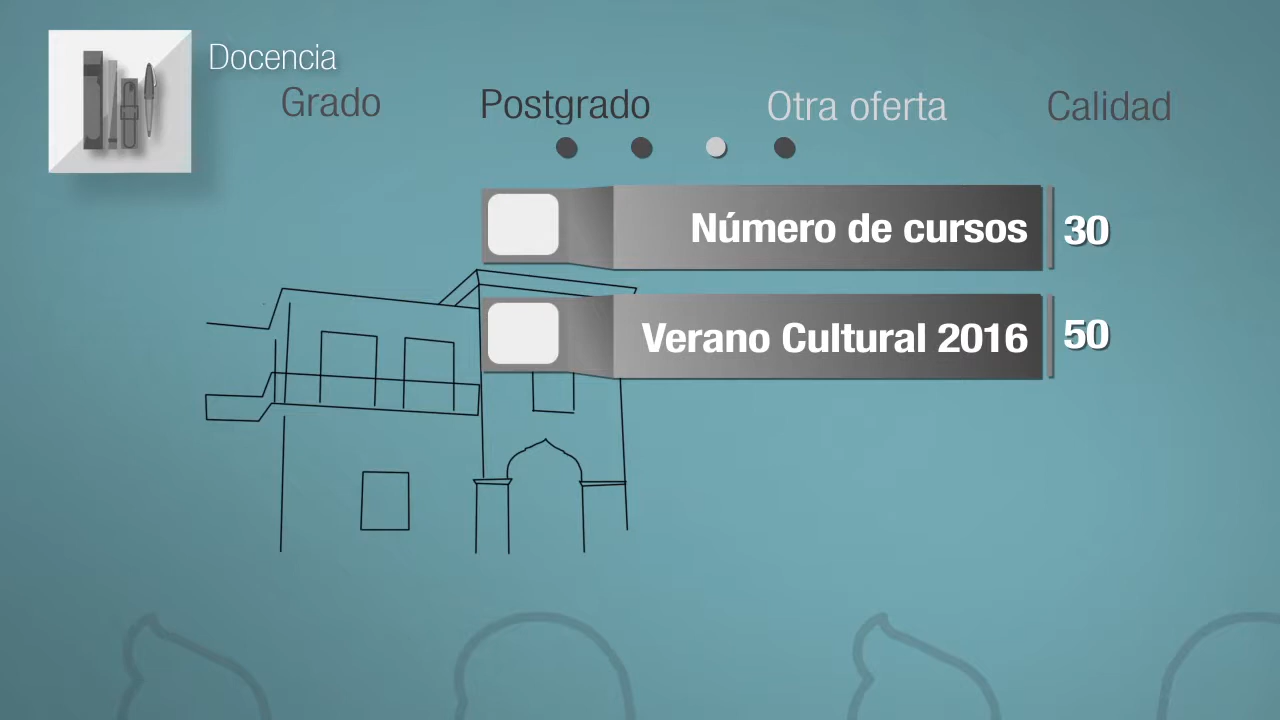 Docencia
Grado Postgrado Otra oferta Calidad
Número de cursos 30
Verano Cultural 2016 50